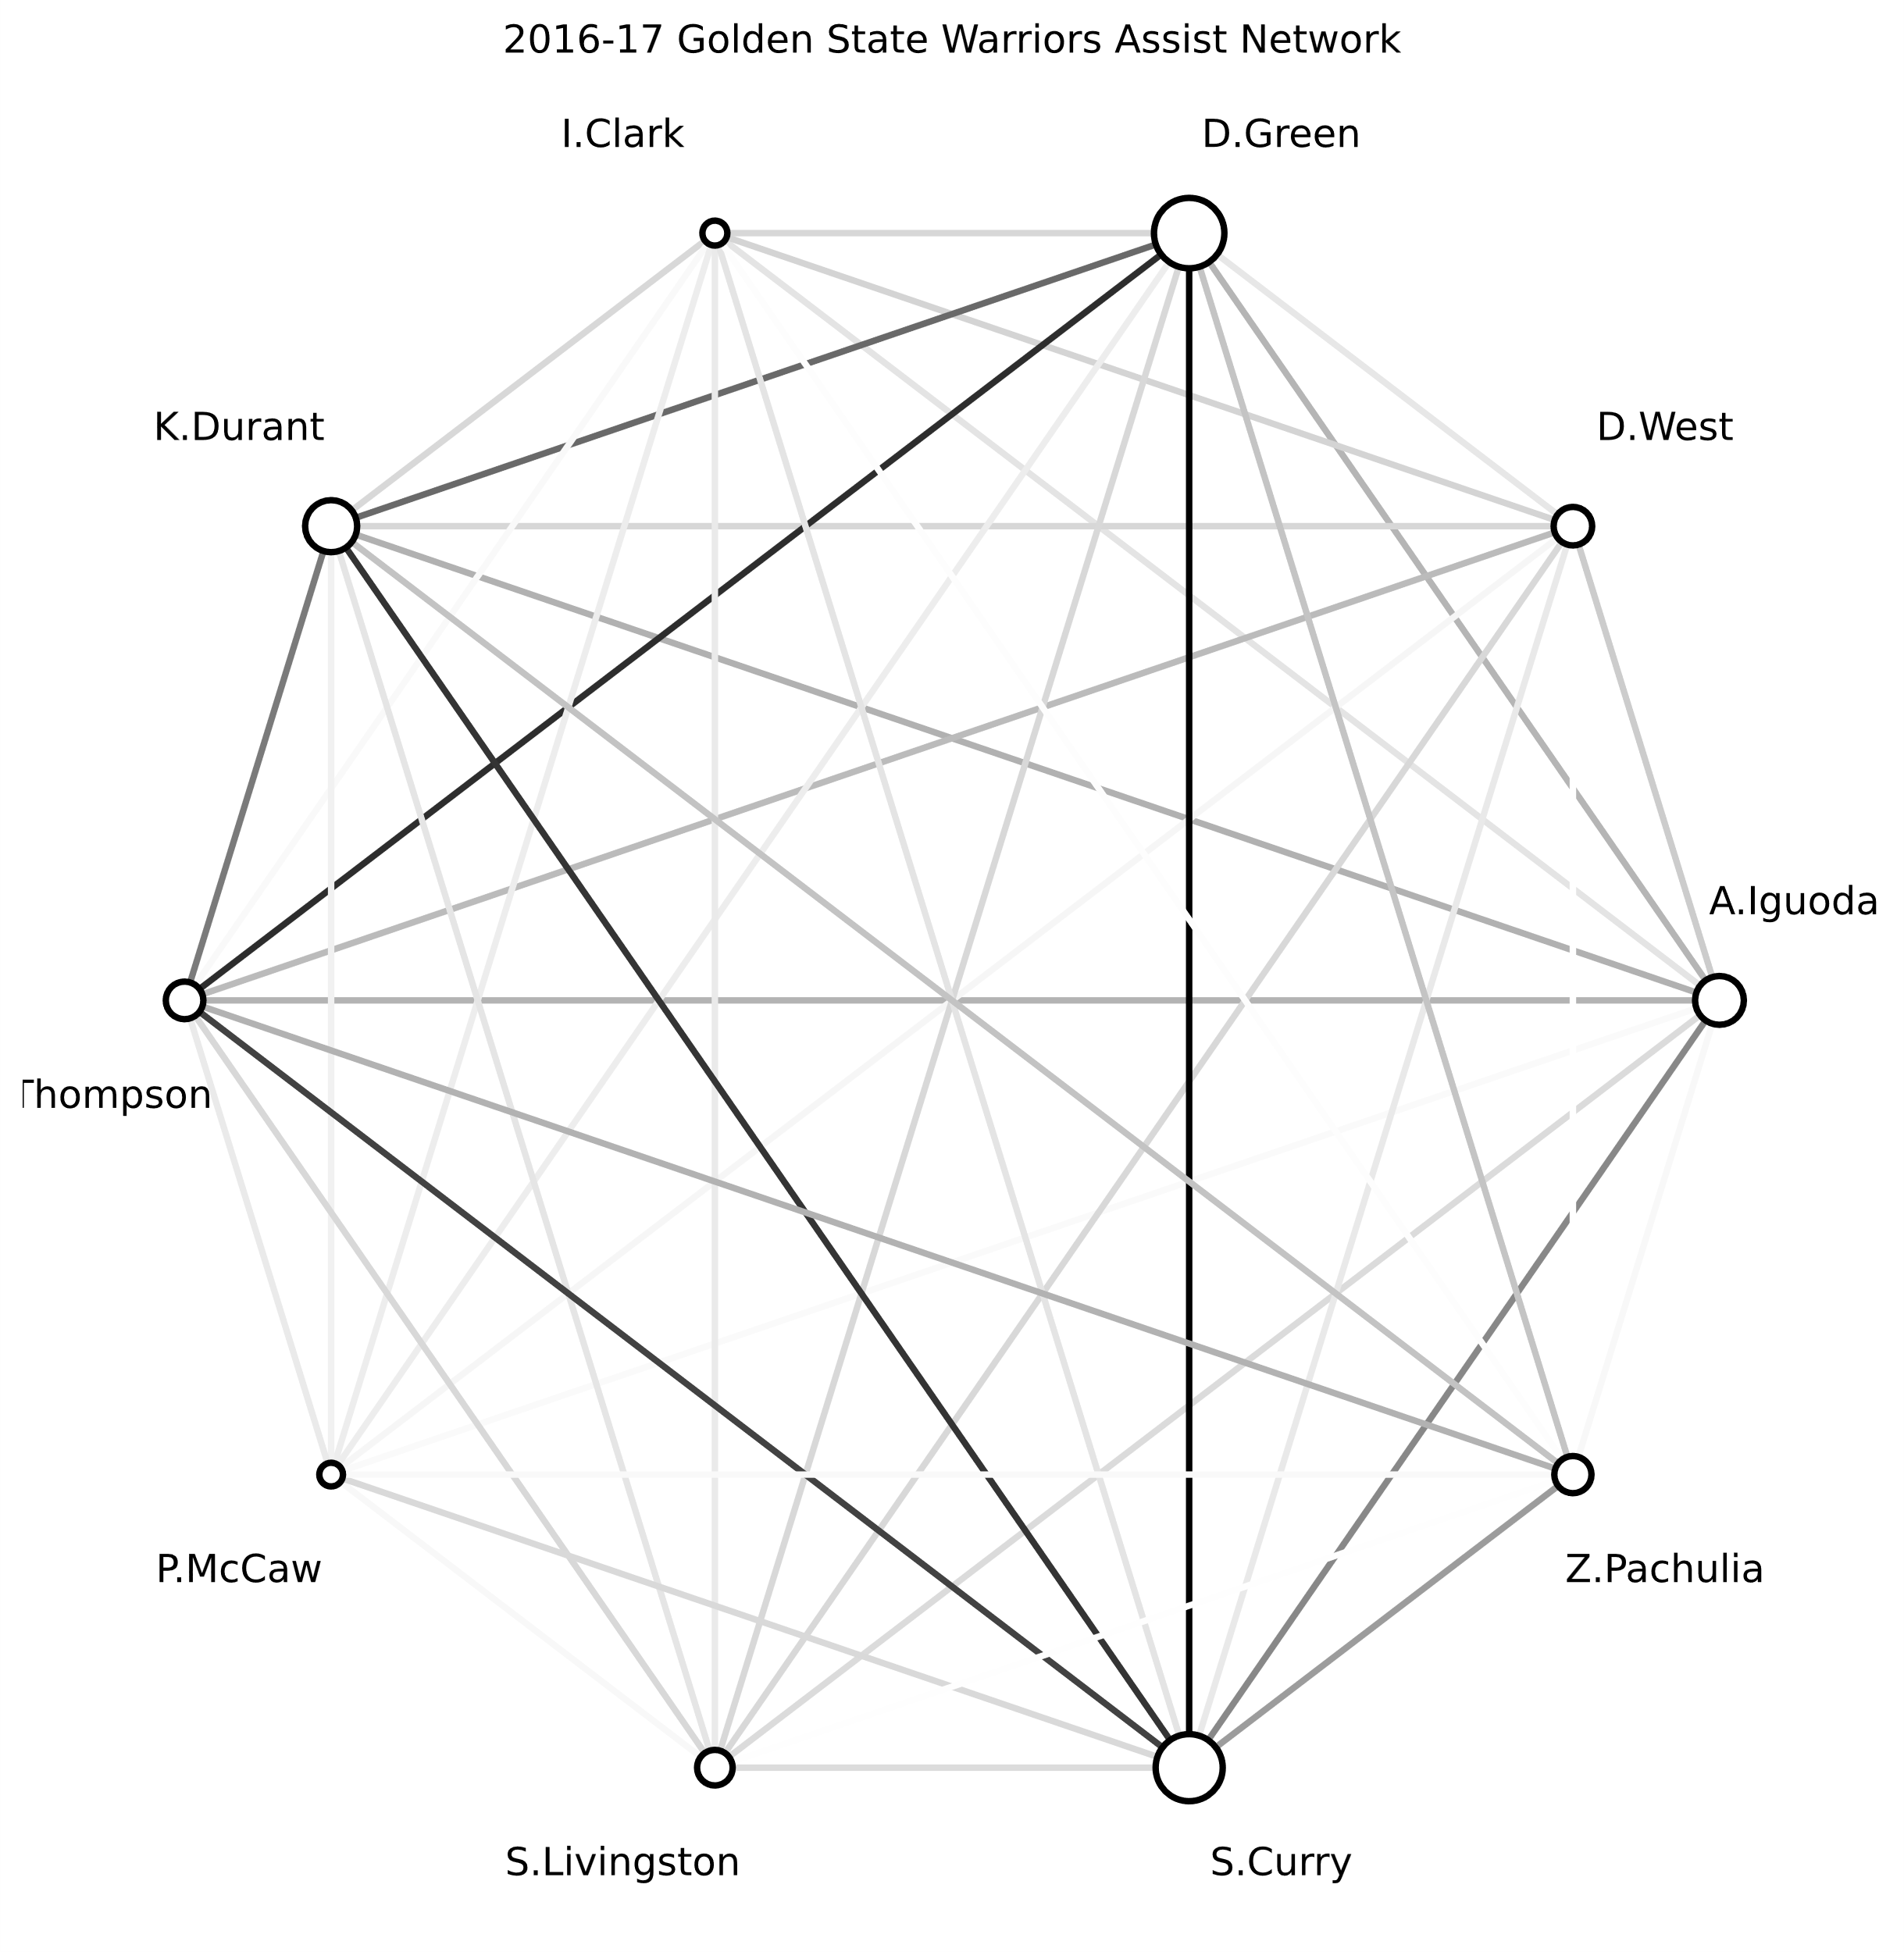 2016-17 Golden State Warriors Assist Network
I.Clark
D.Green
K.Durant
D.West
A.Iguoda
Thompson
P.McCaw
Z.Pachulia
S.Livingston
S.Curry